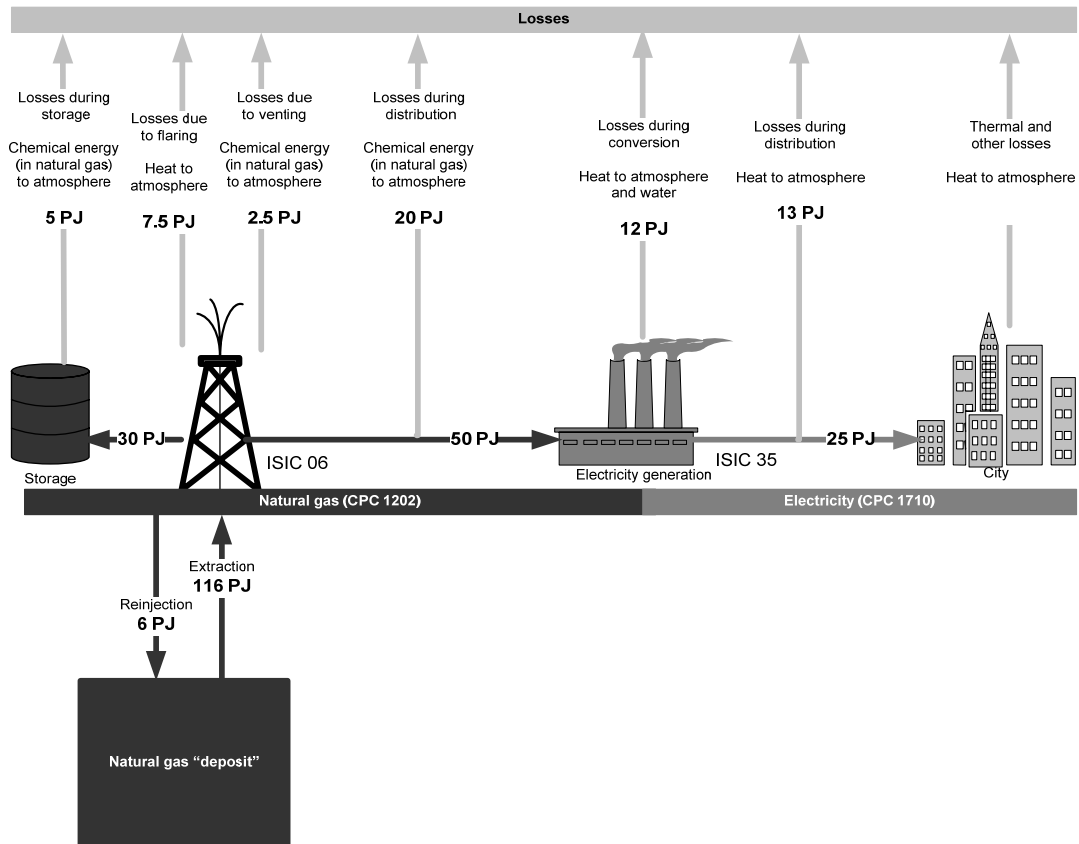 Losses
Losses during
storage
Chemical energy
(in natural gas)
to atmosphere
5 PJ
Losses due
to flaring
Heat to
atmosphere
7.5 PJ
Losses due
to venting
Chemical energy
(in natural gas)
to atmosphere
2.5 PJ
Losses during
distribution
Chemical energy
(in natural gas)
to atmosphere
20 PJ
Losses during
conversion
Heat to atmosphere
and water
12 PJ
Losses during
distribution
Heat to atmosphere
13 PJ
Thermal and
other losses
Heat to atmosphere
30 PJ
50 PJ
25 PJ
Storage
ISIC 06
Electricity generation
ISIC 35
City
Natural gas (CPC 1202)
Electricity (CPC 1710)
Extraction
116 PJ
Reinjection
6 PJ
Natural gas “deposit”